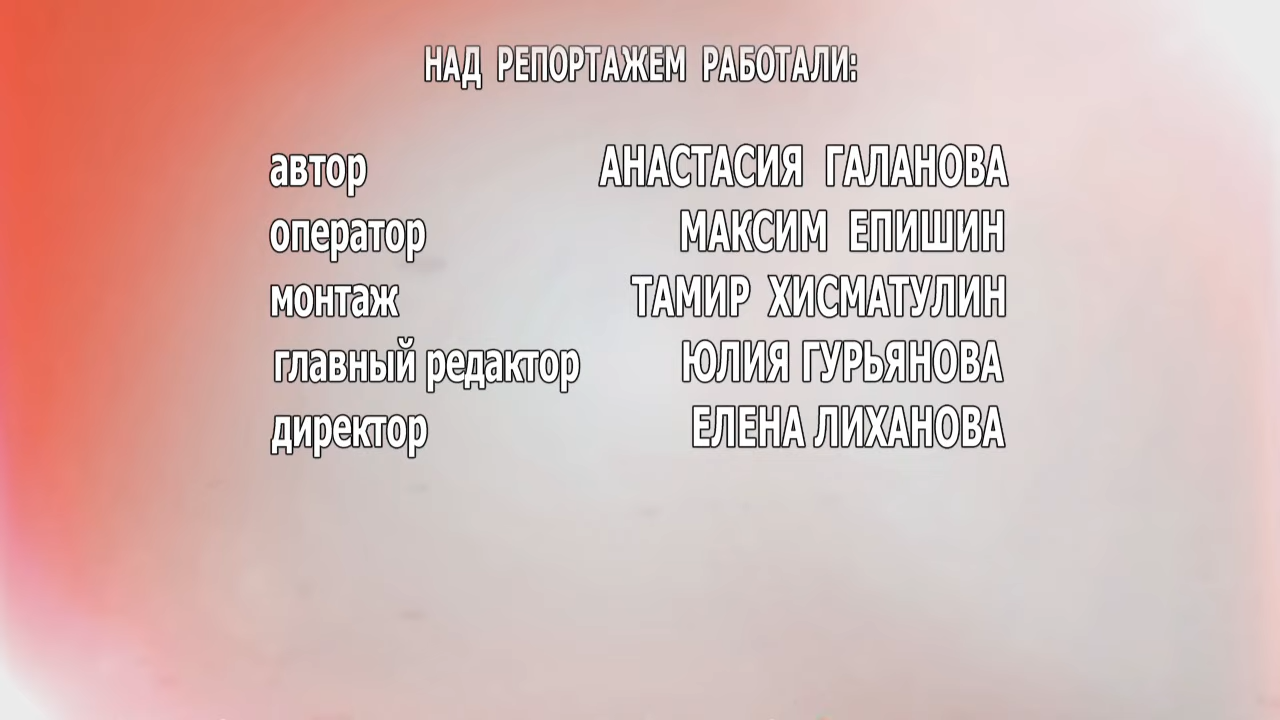 НАД РЕПОРТАЖЕМ РАБОТАЛИ:
автор АНАСТАСИЯ ГАЛАНОВА
оператор МАКСИМ ЕПИШИН
монтаж ТАМИР ХИСМАТУЛИН
главный редактор ЮЛИЯ ГУРЬЯНОВА
директор ЕЛЕНА ЛИХАНОВА